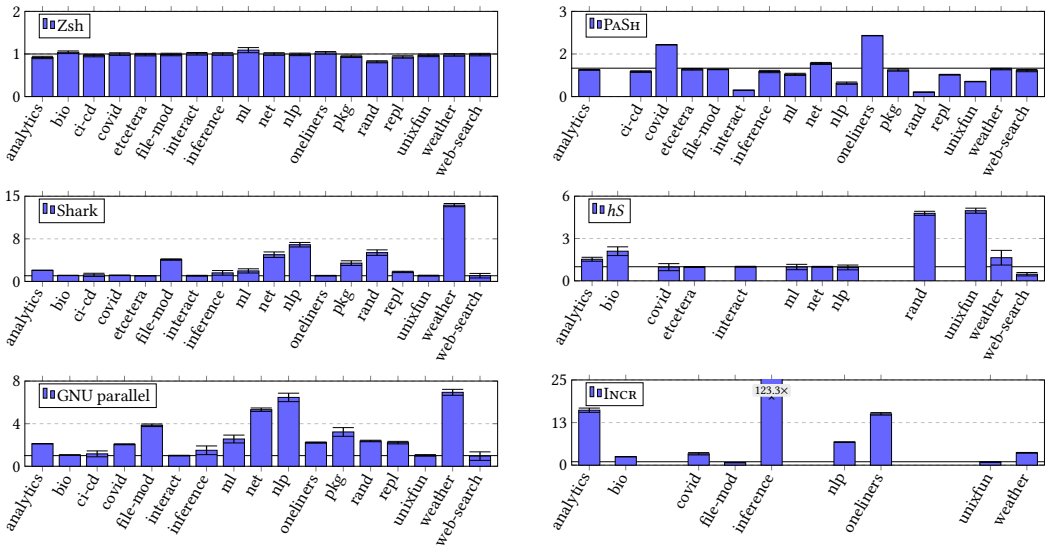 2
1
0
Zsh
analytics
bio
ci-cd
covid
etcetera
file-mod
interact
inference
ml
net
nlp
oneliners
pkg
rand
repl
unixfun
weather
web-search
2
0
PaSh
analytics
ci-cd
covid
etcetera
file-mod
interact
inference
ml
net
nlp
oneliners
pkg
rand
repl
unixfun
weather
web-search
15
8
1
Shark
analytics
bio
ci-cd
covid
etcetera
file-mod
interact
inference
ml
net
nlp
oneliners
pkg
rand
repl
unixfun
weather
web-search
6
3
0
hS
analytics
bio
covid
etcetera
interact
ml
net
nlp
rand
unixfun
weather
web-search
8
4
0
GNU parallel
analytics
bio
ci-cd
covid
file-mod
interact
inference
ml
net
nlp
oneliners
pkg
rand
repl
unixfun
weather
web-search
25
13
1
Incr
123.3×
analytics
bio
covid
file-mod
inference
nlp
oneliners
unixfun
weather